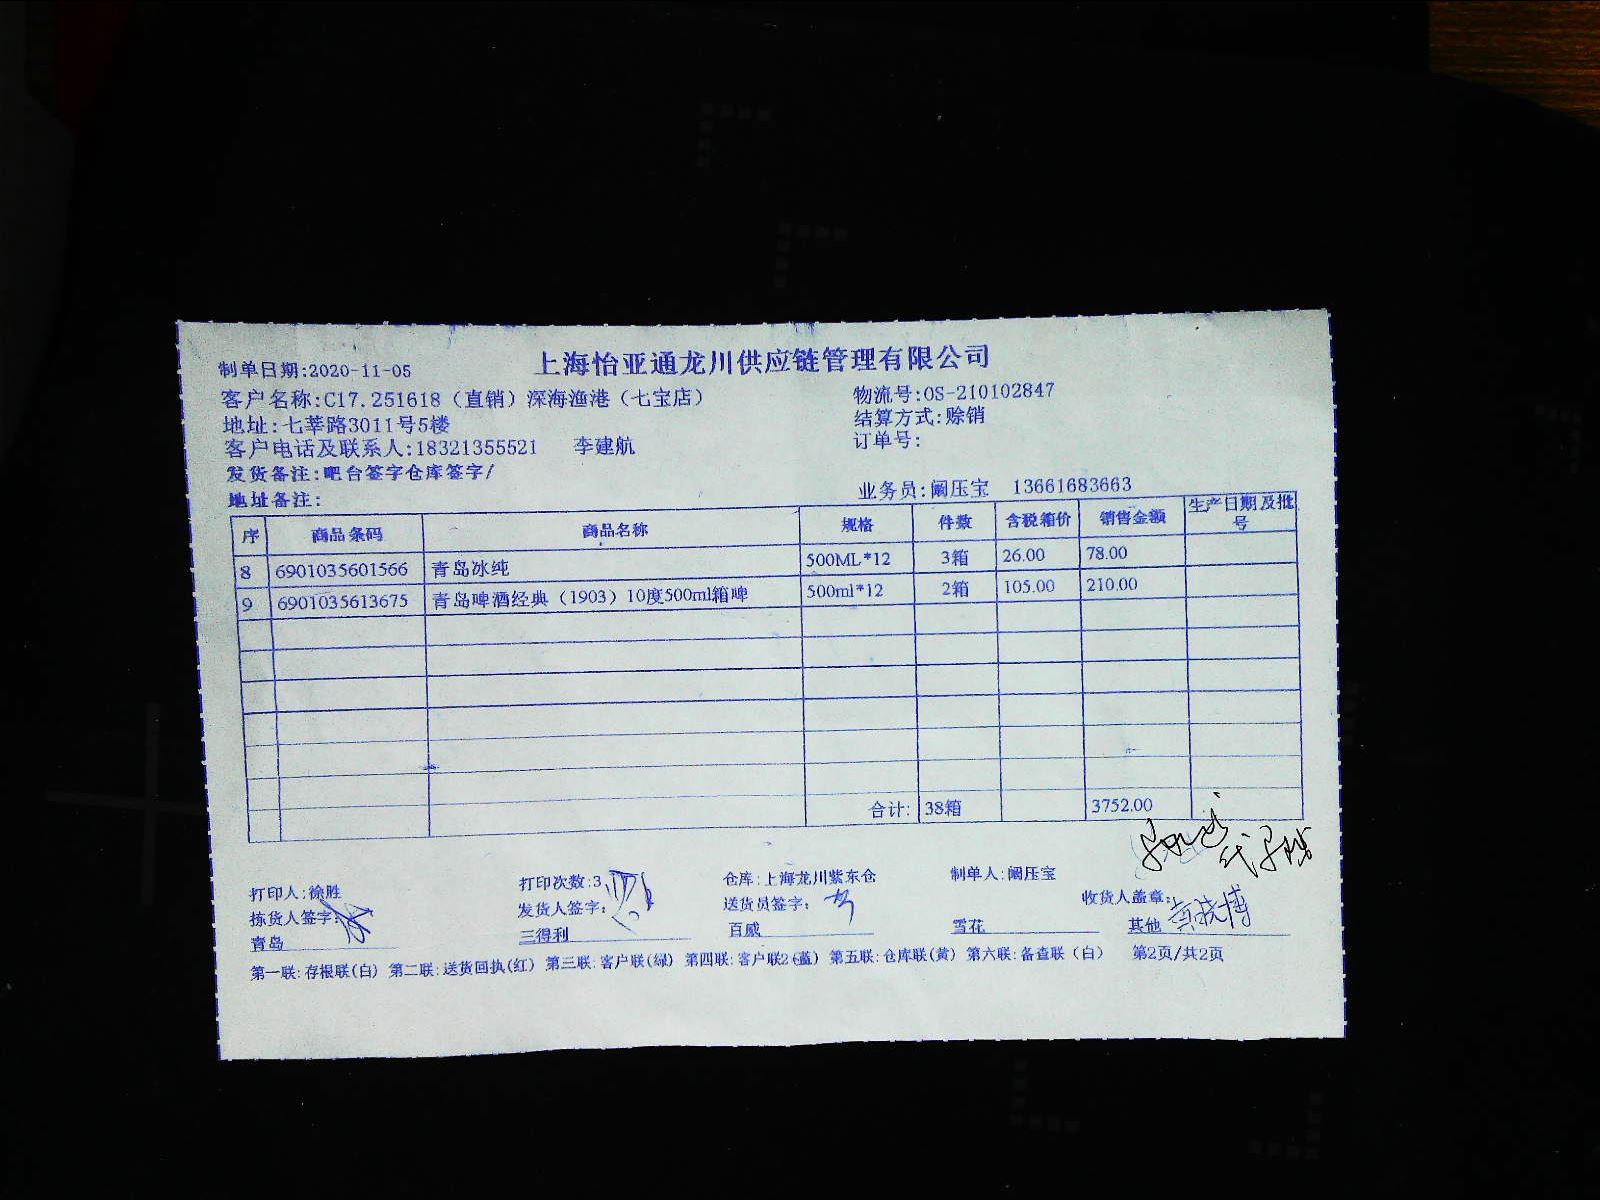 上海怡亚通龙川供应链管理有限公司
制单日期:2020-11-05
客户名称:C17.251618（直销）深海渔港（七宝店） 物流号:OS-210102847
地址:七莘路3011号5楼 结算方式:赊销
客户电话及联系人:18321355521 李建航 订单号:
发货备注:吧台签字仓库签字/
地址备注: 业务员:阚压宝 13661683663
序 商品条码 商品名称 规格 件数 含税箱价 销售金额 生产日期及批号
8 6901035601566 青岛冰纯 500ML*12 3箱 26.00 78.00
9 6901035613675 青岛啤酒经典（1903）10度500ml箱啤 500ml*12 2箱 105.00 210.00
合计: 38箱 3752.00
打印人:徐胜 打印次数:3 仓库:上海龙川紫东仓 制单人:阚压宝
拣货人签字: 发货人签字: 送货员签字: 收货人盖章:
青岛 三得利 百威 雪花 其他
第一联:存根联(白) 第二联:送货回执(红) 第三联:客户联(绿) 第四联:客户联2(蓝) 第五联:仓库联(黄) 第六联:备查联（白） 第2页/共2页